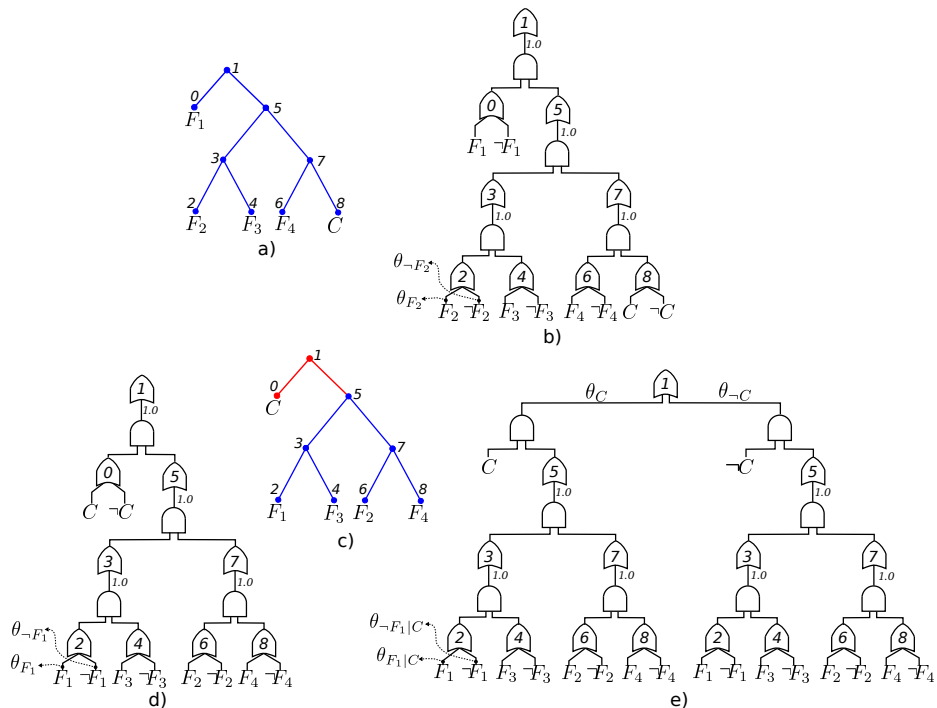 1
0
F₁
5
3
7
2
4
6
8
F₂
F₃
F₄
C
a)
1
1.0
0
5
F₁ ¬F₁
1.0
3
7
1.0
1.0
θ¬F₂
2
4
6
8
θF₂
F₂ ¬F₂ F₃ ¬F₃ F₄ ¬F₄ C ¬C
b)
1
0
C
5
3
7
2
4
6
8
F₁
F₃
F₂
F₄
c)
1
1.0
0
5
1.0
C ¬C
3
7
1.0
1.0
θ¬F₁
2
4
6
8
θF₁
F₁ ¬F₁ F₃ ¬F₃ F₂ ¬F₂ F₄ ¬F₄
d)
θC
1
θ¬C
C
¬C
5
5
1.0
1.0
3
7
3
7
1.0
1.0
1.0
1.0
θ¬F₁|C
2
4
6
8
2
4
6
8
θF₁|C
F₁ ¬F₁ F₃ ¬F₃ F₂ ¬F₂ F₄ ¬F₄ F₁ ¬F₁ F₃ ¬F₃ F₂ ¬F₂ F₄ ¬F₄
e)